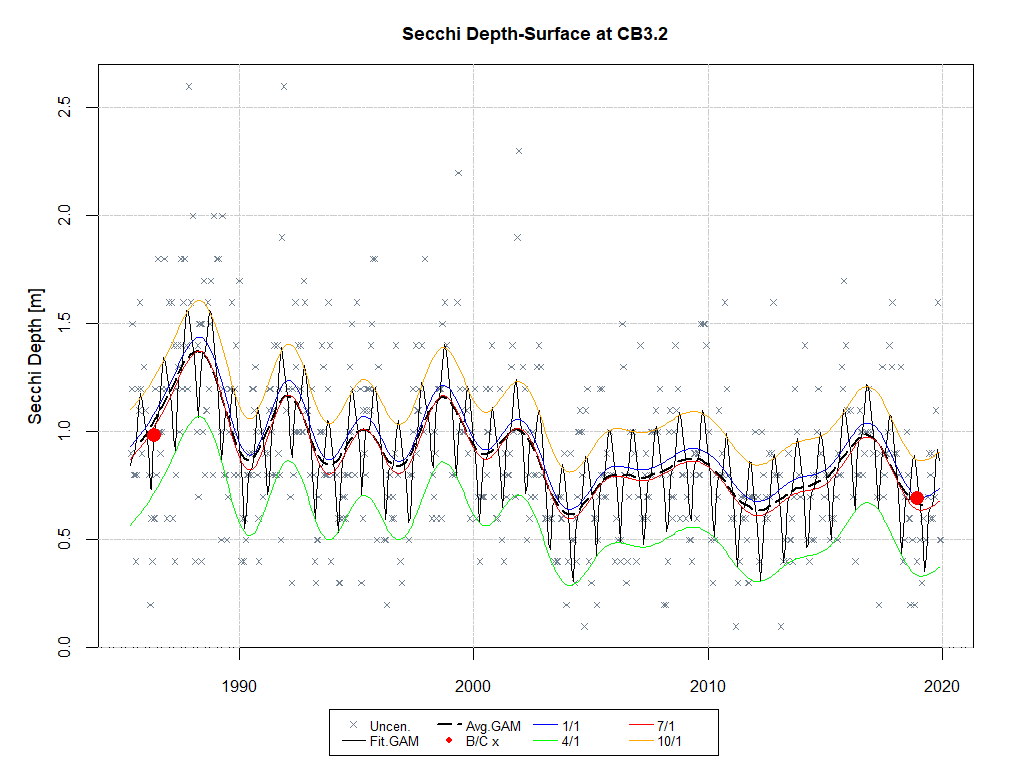 Secchi Depth-Surface at CB3.2
Secchi Depth [m]
2.5
2.0
1.5
1.0
0.5
0.0
1990 2000 2010 2020
Uncen. Avg.GAM 1/1 7/1
Fit.GAM B/C x 4/1 10/1